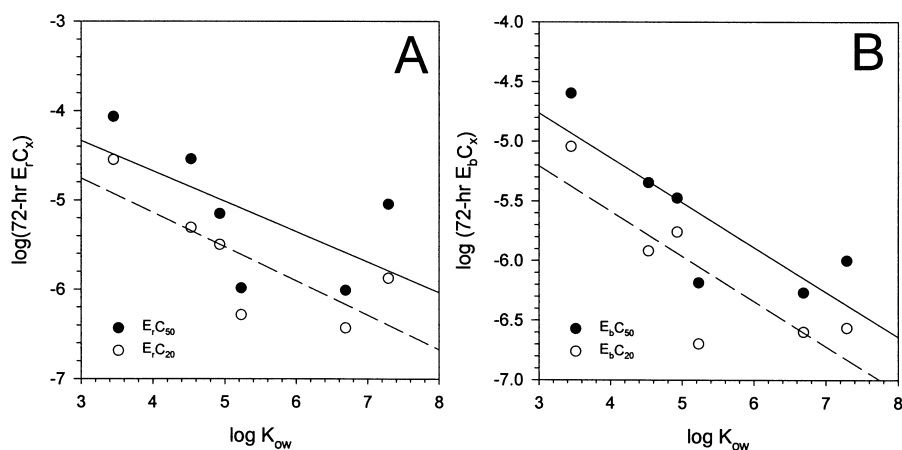 A
log(72-hr ErCx)
-3
-4
-5
-6
-7
ErC50
ErC20
3 4 5 6 7 8
log Kow
B
log (72-hr EbCx)
-4.0
-4.5
-5.0
-5.5
-6.0
-6.5
-7.0
EbC50
EbC20
3 4 5 6 7 8
log Kow